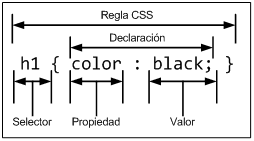 Regla CSS
Declaración
h1 { color : black; }
Selector Propiedad Valor